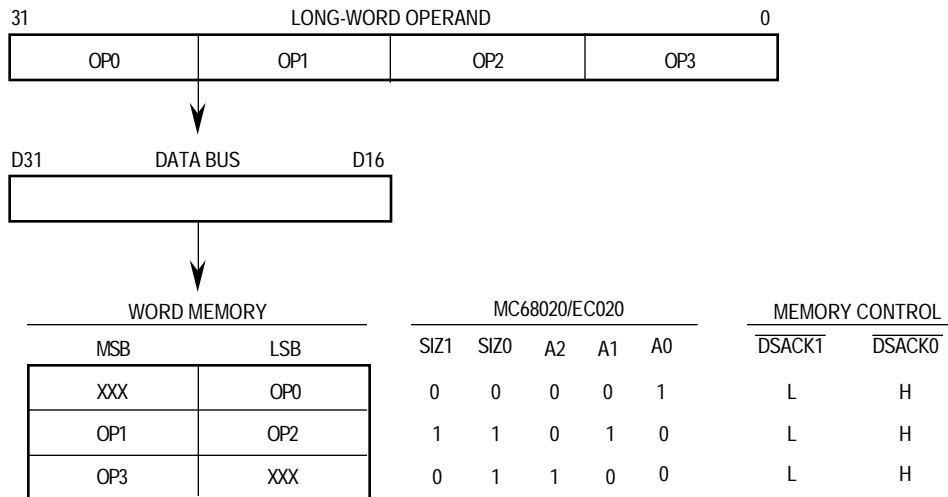 31 LONG-WORD OPERAND 0
OP0 OP1 OP2 OP3
D31 DATA BUS D16
WORD MEMORY MC68020/EC020 MEMORY CONTROL
MSB LSB SIZ1 SIZ0 A2 A1 A0 DSACK1 DSACK0
XXX OP0 0 0 0 0 1 L H
OP1 OP2 1 1 0 1 0 L H
OP3 XXX 0 1 1 0 0 L H